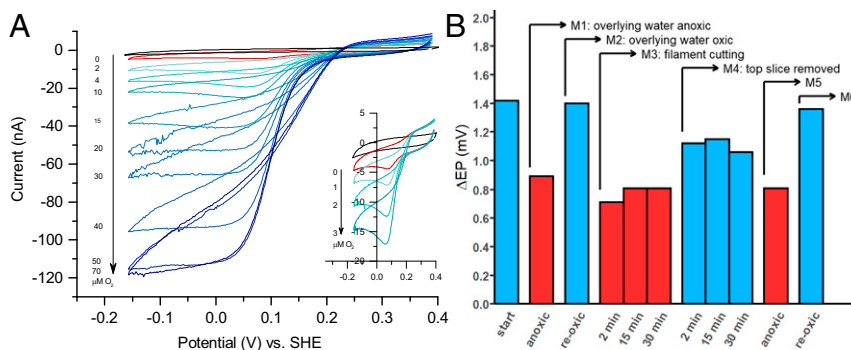 A
Current (nA)
0
-20
-40
-60
-80
-100
-120
0
2
4
10
15
20
30
40
50
70
µM O₂
-0.2
-0.1
0.0
0.1
0.2
0.3
0.4
Potential (V) vs. SHE
5
0
-5
-10
-15
-20
0
1
2
3
µM O₂
-0.2
0.0
0.2
0.4
B
ΔEP (mV)
2.0
1.8
1.6
1.4
1.2
1.0
0.8
0.6
0.4
0.2
0.0
M1: overlying water anoxic
M2: overlying water oxic
M3: filament cutting
M4: top slice removed
M5
start
anoxic
re-oxic
2 min
15 min
30 min
2 min
15 min
30 min
anoxic
re-oxic